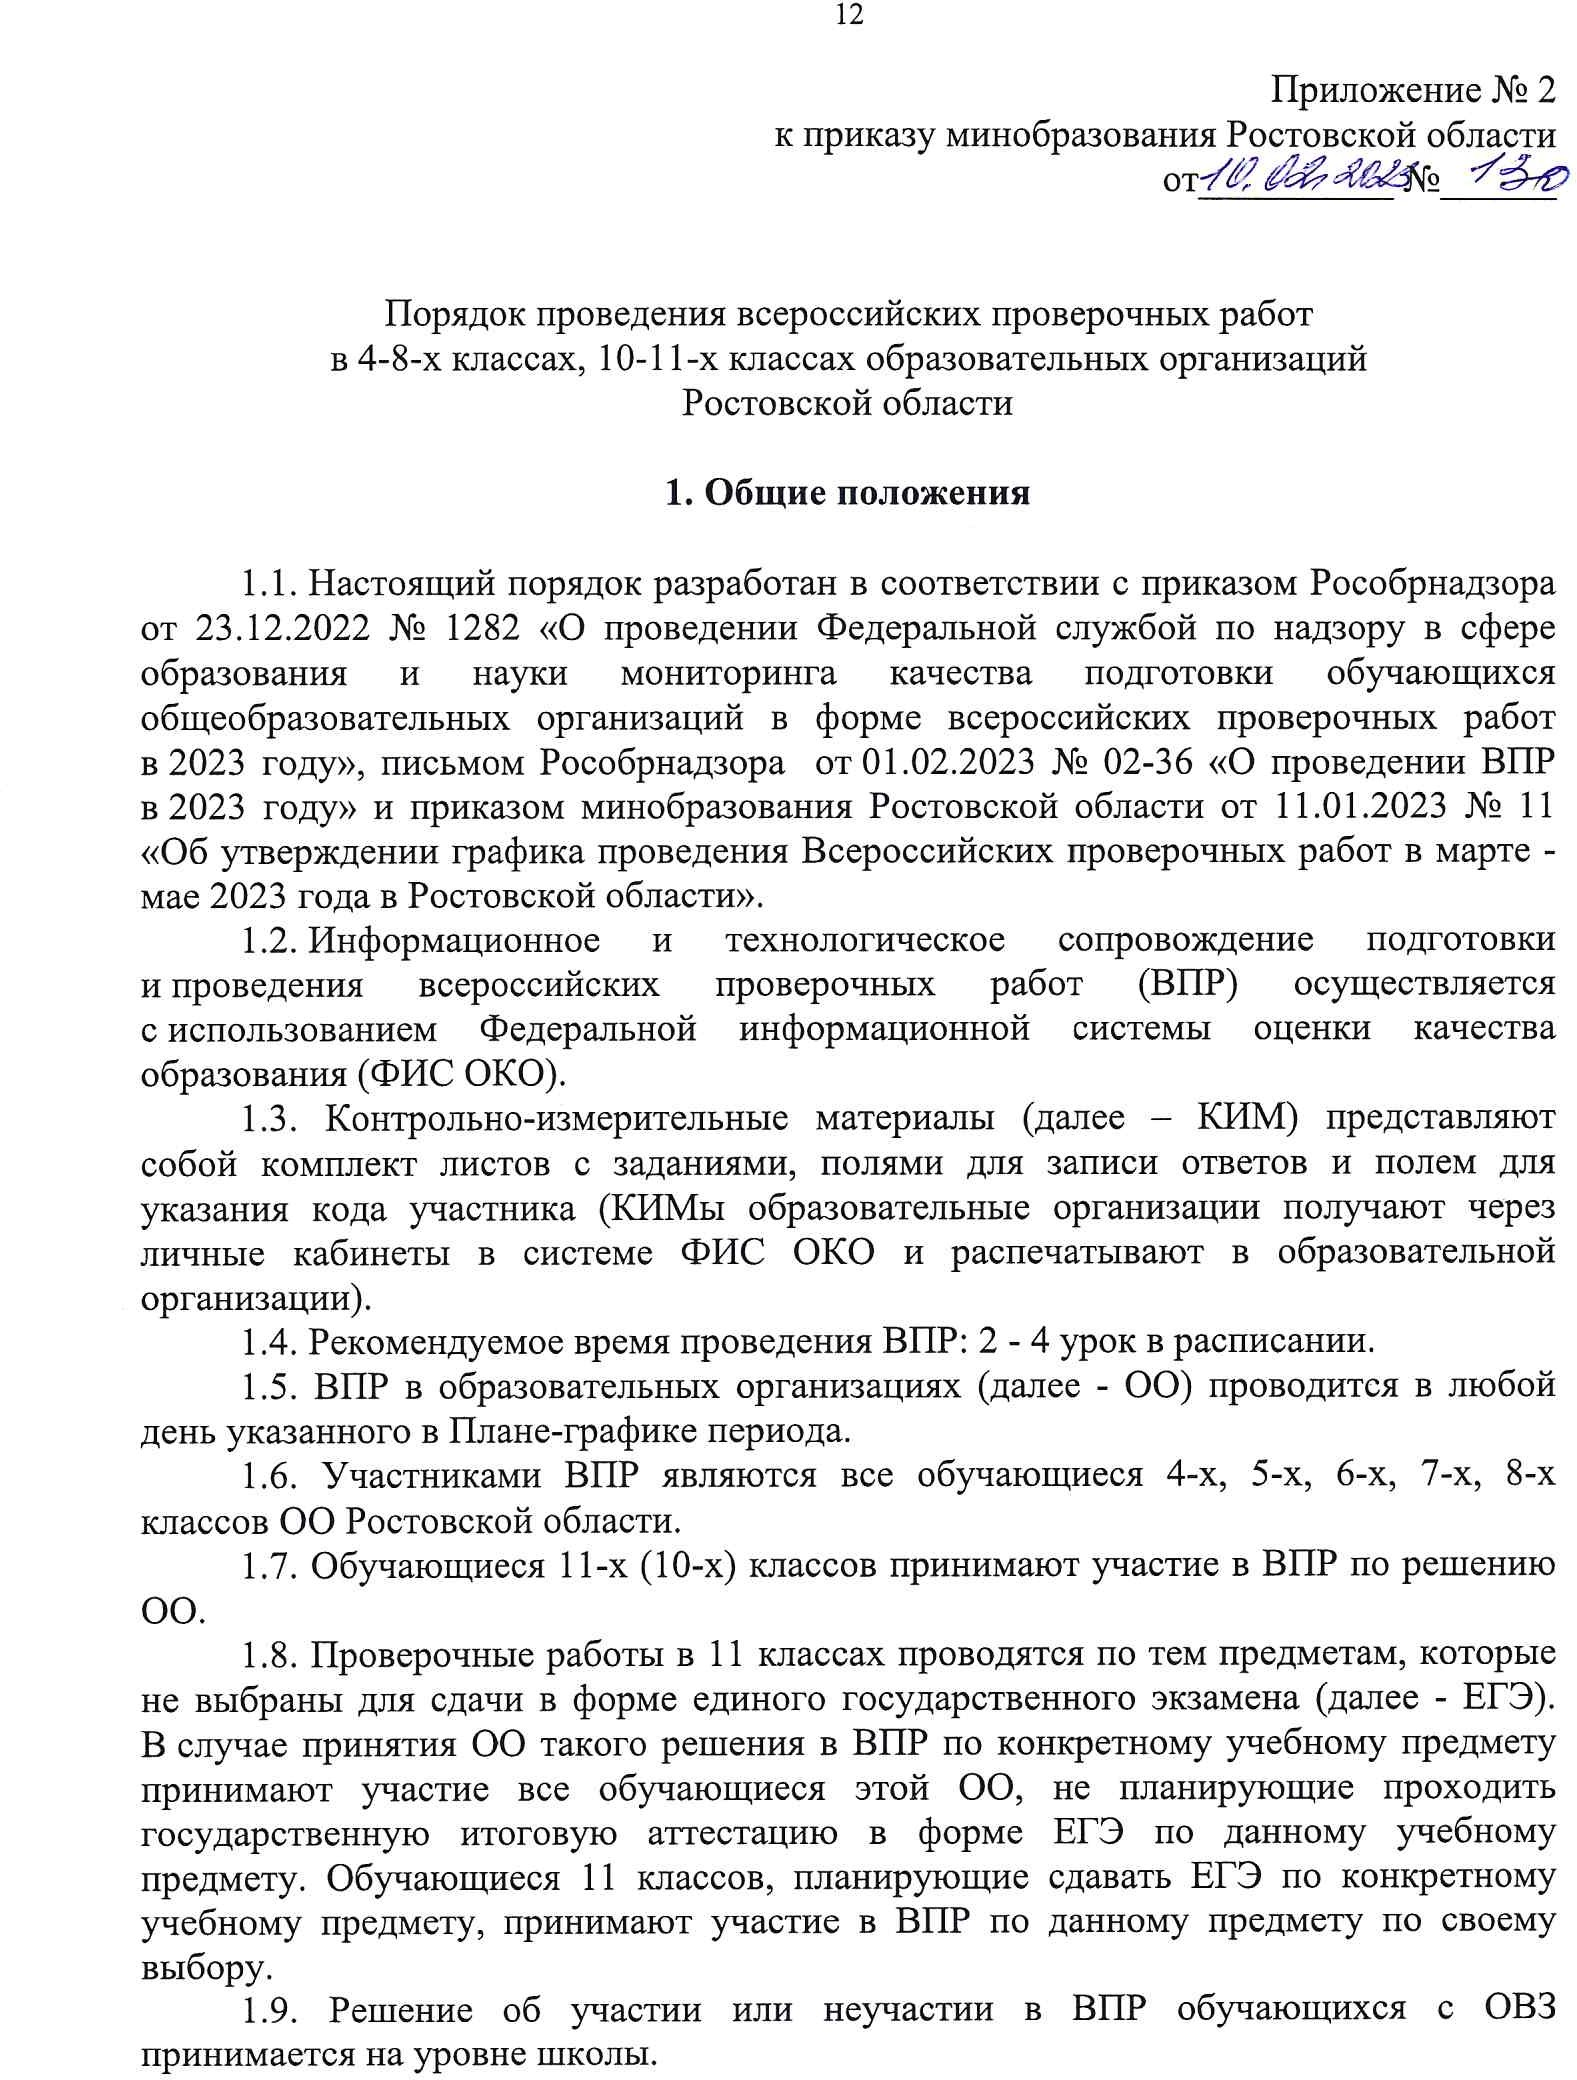 12
Приложение № 2
к приказу минобразования Ростовской области
от 10.02.2023 № 130
Порядок проведения всероссийских проверочных работ
в 4-8-х классах, 10-11-х классах образовательных организаций
Ростовской области
1. Общие положения
1.1. Настоящий порядок разработан в соответствии с приказом Рособрнадзора
от 23.12.2022 № 1282 «О проведении Федеральной службой по надзору в сфере
образования и науки мониторинга качества подготовки обучающихся
общеобразовательных организаций в форме всероссийских проверочных работ
в 2023 году», письмом Рособрнадзора от 01.02.2023 № 02-36 «О проведении ВПР
в 2023 году» и приказом минобразования Ростовской области от 11.01.2023 № 11
«Об утверждении графика проведения Всероссийских проверочных работ в марте -
мае 2023 года в Ростовской области».
1.2. Информационное и технологическое сопровождение подготовки
и проведения всероссийских проверочных работ (ВПР) осуществляется
с использованием Федеральной информационной системы оценки качества
образования (ФИС ОКО).
1.3. Контрольно-измерительные материалы (далее – КИМ) представляют
собой комплект листов с заданиями, полями для записи ответов и полем для
указания кода участника (КИМы образовательные организации получают через
личные кабинеты в системе ФИС ОКО и распечатывают в образовательной
организации).
1.4. Рекомендуемое время проведения ВПР: 2 - 4 урок в расписании.
1.5. ВПР в образовательных организациях (далее - ОО) проводится в любой
день указанного в Плане-графике периода.
1.6. Участниками ВПР являются все обучающиеся 4-х, 5-х, 6-х, 7-х, 8-х
классов ОО Ростовской области.
1.7. Обучающиеся 11-х (10-х) классов принимают участие в ВПР по решению
ОО.
1.8. Проверочные работы в 11 классах проводятся по тем предметам, которые
не выбраны для сдачи в форме единого государственного экзамена (далее - ЕГЭ).
В случае принятия ОО такого решения в ВПР по конкретному учебному предмету
принимают участие все обучающиеся этой ОО, не планирующие проходить
государственную итоговую аттестацию в форме ЕГЭ по данному учебному
предмету. Обучающиеся 11 классов, планирующие сдавать ЕГЭ по конкретному
учебному предмету, принимают участие в ВПР по данному предмету по своему
выбору.
1.9. Решение об участии или неучастии в ВПР обучающихся с ОВЗ
принимается на уровне школы.